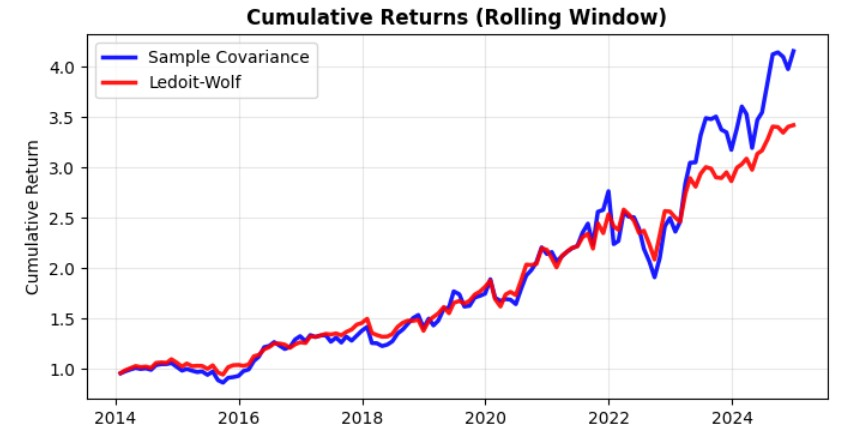 Cumulative Returns (Rolling Window)
Sample Covariance
Ledoit-Wolf
Cumulative Return
4.0
3.5
3.0
2.5
2.0
1.5
1.0
2014 2016 2018 2020 2022 2024